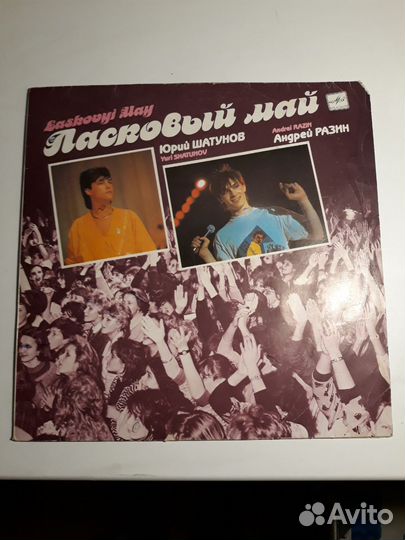 Laskovyi May
Ласковый май
Юрий ШАТУНОВ
Yuri SHATUNOV
Andrei RAZIN
Андрей РАЗИН
Avito